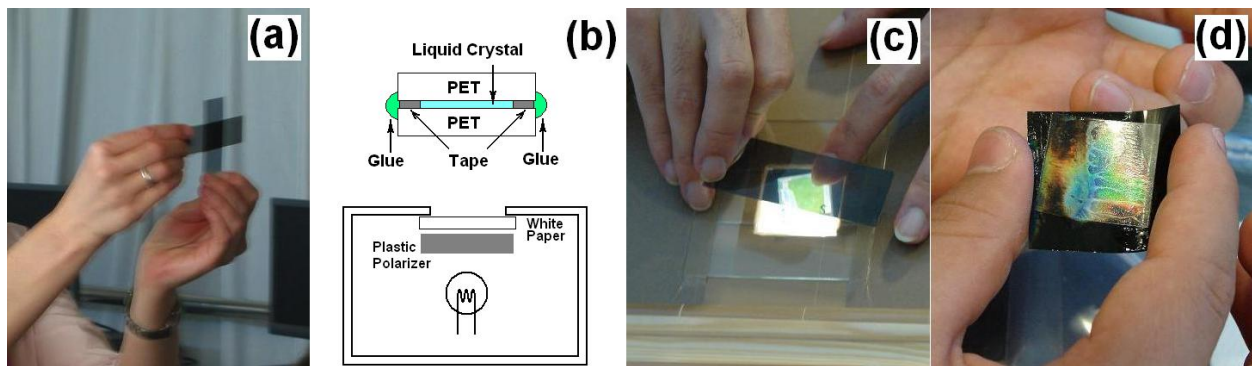 (a)
(b)
Liquid Crystal
PET
PET
Glue
Tape
Glue
White
Paper
Plastic
Polarizer
(c)
(d)